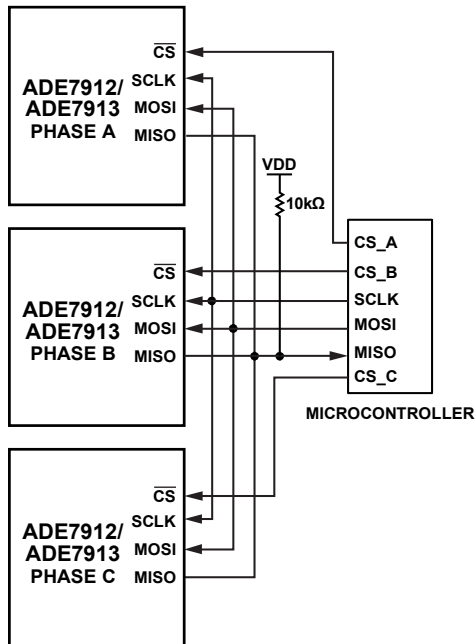 CS
SCLK
ADE7912/
ADE7913
PHASE A
MOSI
MISO
VDD
10kΩ
CS
SCLK
ADE7912/
ADE7913
PHASE B
MOSI
MISO
CS_A
CS_B
SCLK
MOSI
MISO
CS_C
MICROCONTROLLER
CS
SCLK
ADE7912/
ADE7913
PHASE C
MOSI
MISO